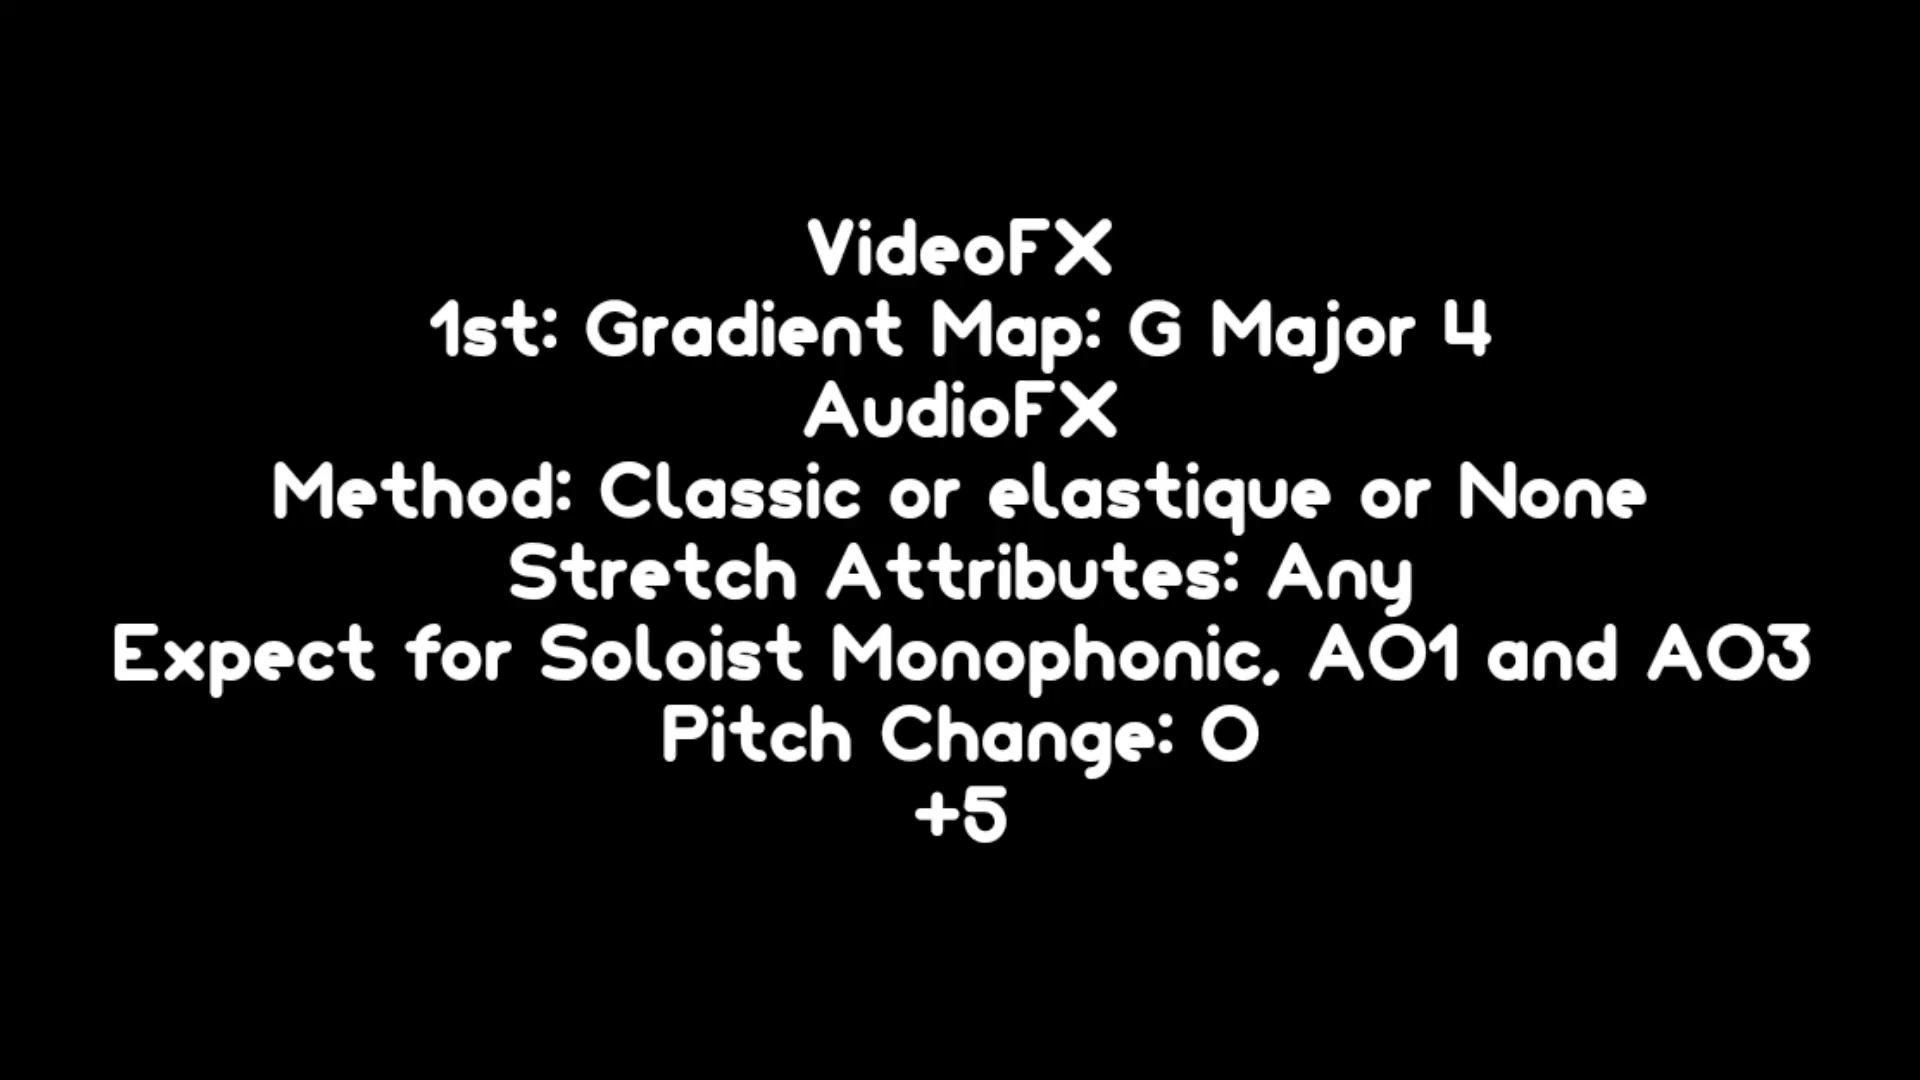 VideoFX
1st: Gradient Map: G Major 4
AudioFX
Method: Classic or elastique or None
Stretch Attributes: Any
Expect for Soloist Monophonic, A01 and A03
Pitch Change: 0
+5